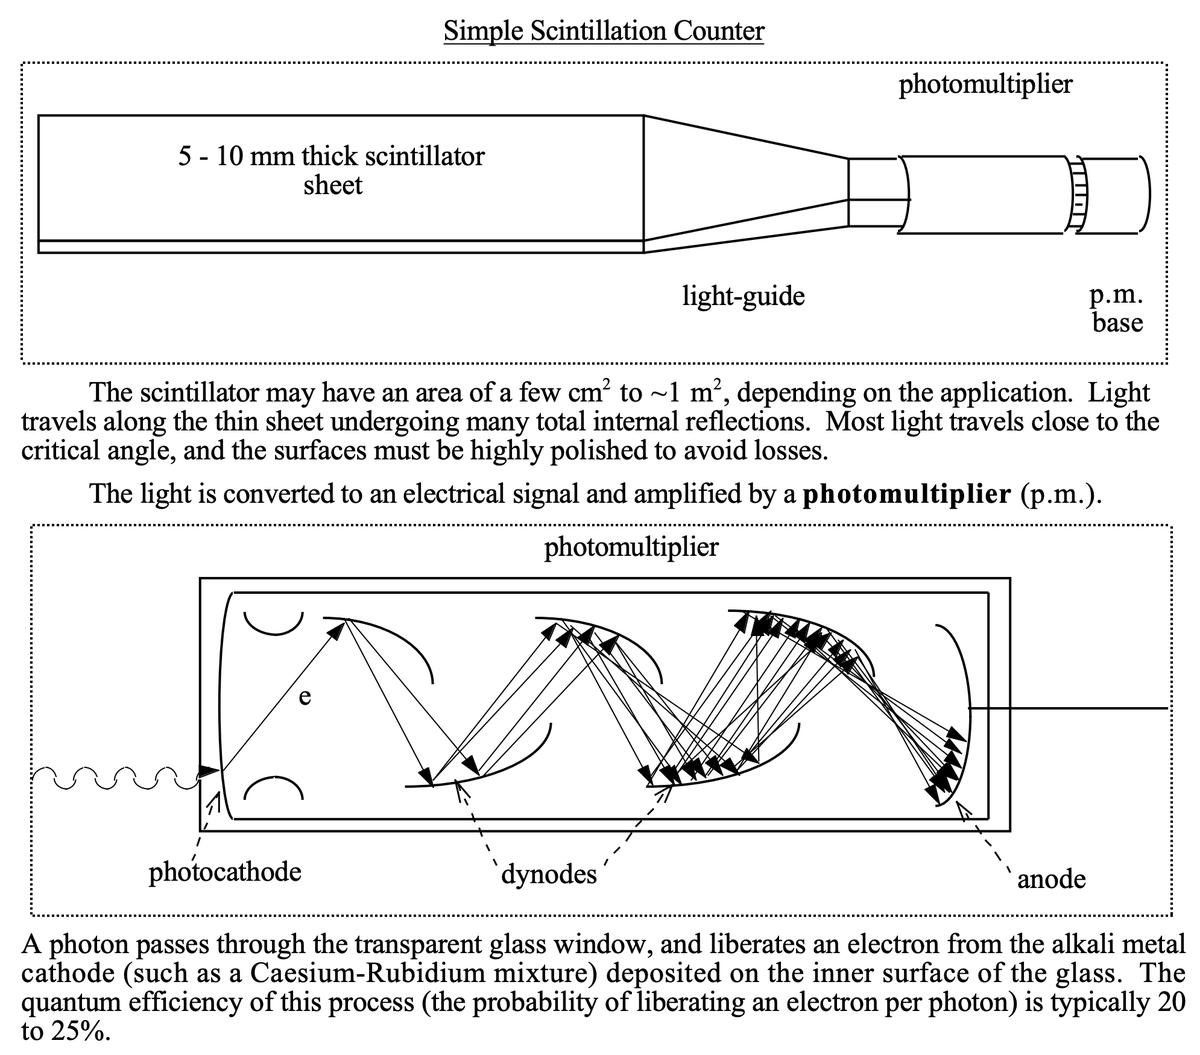 Simple Scintillation Counter
photomultiplier
5 - 10 mm thick scintillator
sheet
light-guide
p.m.
base
The scintillator may have an area of a few cm² to ~1 m², depending on the application. Light
travels along the thin sheet undergoing many total internal reflections. Most light travels close to the
critical angle, and the surfaces must be highly polished to avoid losses.
The light is converted to an electrical signal and amplified by a photomultiplier (p.m.).
photomultiplier
e
photocathode
dynodes
anode
A photon passes through the transparent glass window, and liberates an electron from the alkali metal
cathode (such as a Caesium-Rubidium mixture) deposited on the inner surface of the glass. The
quantum efficiency of this process (the probability of liberating an electron per photon) is typically 20
to 25%.